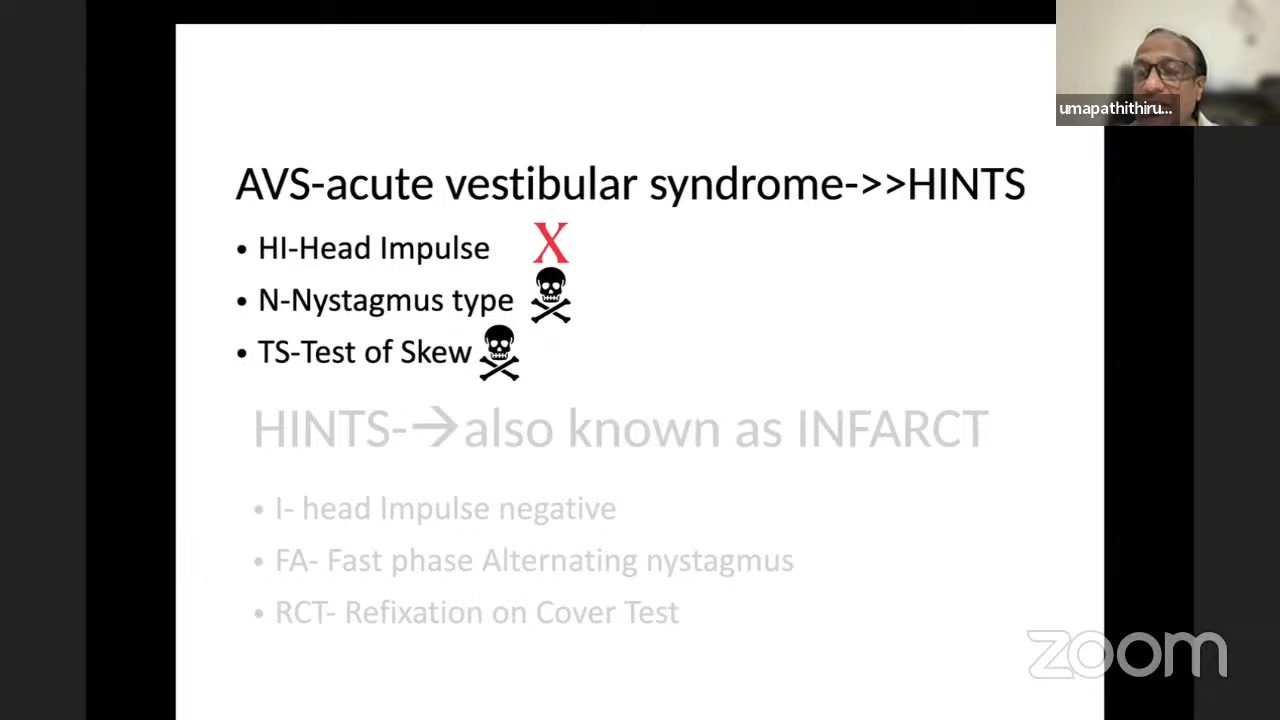 umapathithiru...
AVS-acute vestibular syndrome->>HINTS
• HI-Head Impulse X
• N-Nystagmus type
• TS-Test of Skew
HINTS-→also known as INFARCT
• I- head Impulse negative
• FA- Fast phase Alternating nystagmus
• RCT- Refixation on Cover Test
zoom